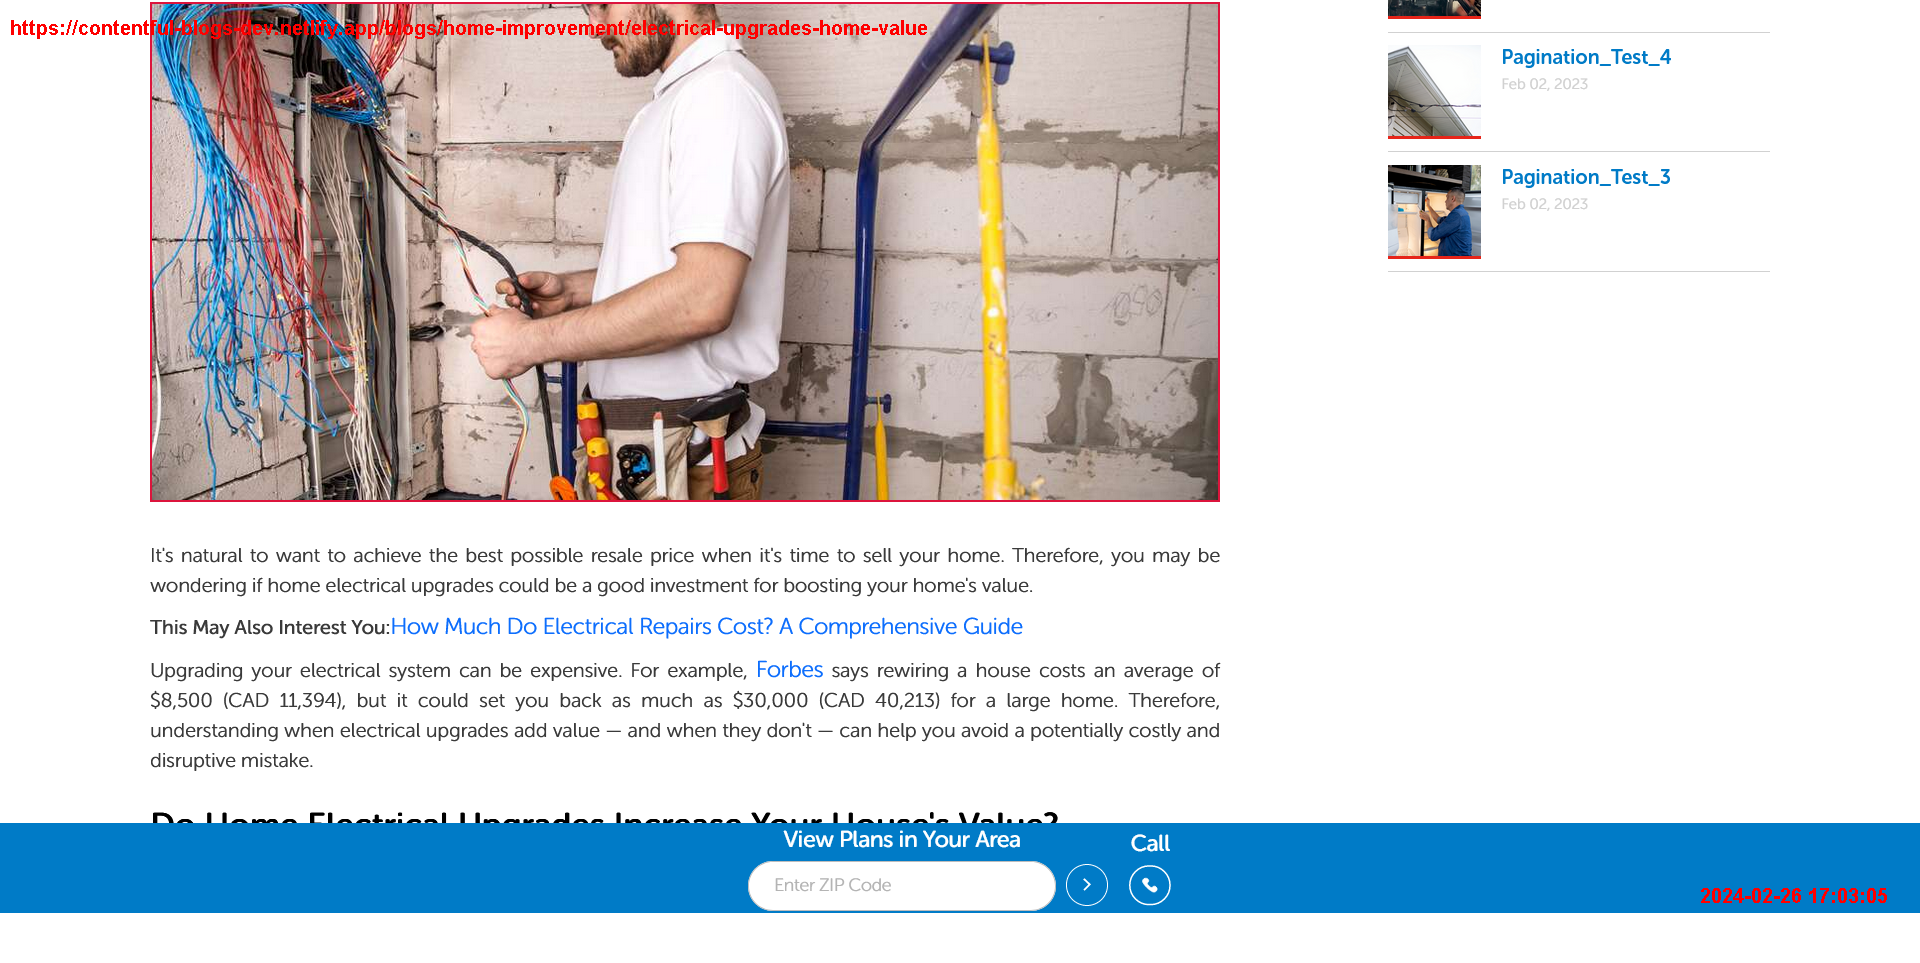 https://contentful-blogs-dev.netlify.app/blogs/home-improvement/electrical-upgrades-home-value
Pagination_Test_4
Feb 02, 2023
Pagination_Test_3
Feb 02, 2023
It's natural to want to achieve the best possible resale price when it's time to sell your home. Therefore, you may be
wondering if home electrical upgrades could be a good investment for boosting your home's value.
This May Also Interest You:How Much Do Electrical Repairs Cost? A Comprehensive Guide
Upgrading your electrical system can be expensive. For example, Forbes says rewiring a house costs an average of
$8,500 (CAD 11,394), but it could set you back as much as $30,000 (CAD 40,213) for a large home. Therefore,
understanding when electrical upgrades add value — and when they don't — can help you avoid a potentially costly and
disruptive mistake.
Do Home Electrical Upgrades Increase Your House's Value?
View Plans in Your Area
Call
Enter ZIP Code
2024-02-26 17:03:05